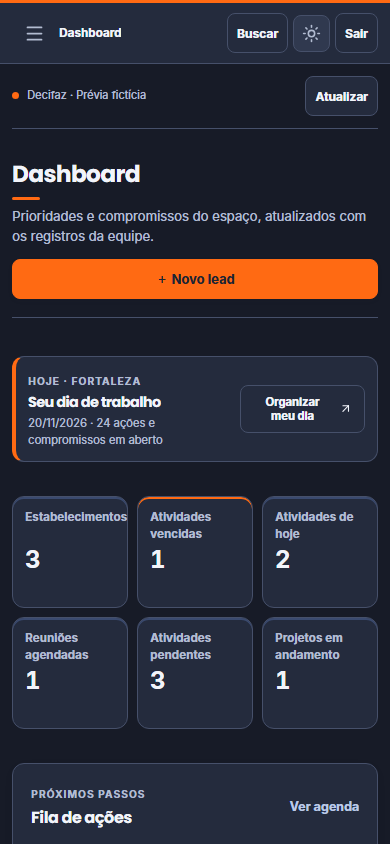 Dashboard
Buscar
Sair
Decifaz · Prévia fictícia
Atualizar
Dashboard
Prioridades e compromissos do espaço, atualizados com
os registros da equipe.
+ Novo lead
HOJE · FORTALEZA
Seu dia de trabalho
20/11/2026 · 24 ações e
compromissos em aberto
Organizar
meu dia
Estabelecimentos
3
Atividades
vencidas
1
Atividades de
hoje
2
Reuniões
agendadas
1
Atividades
pendentes
3
Projetos em
andamento
1
PRÓXIMOS PASSOS
Fila de ações
Ver agenda